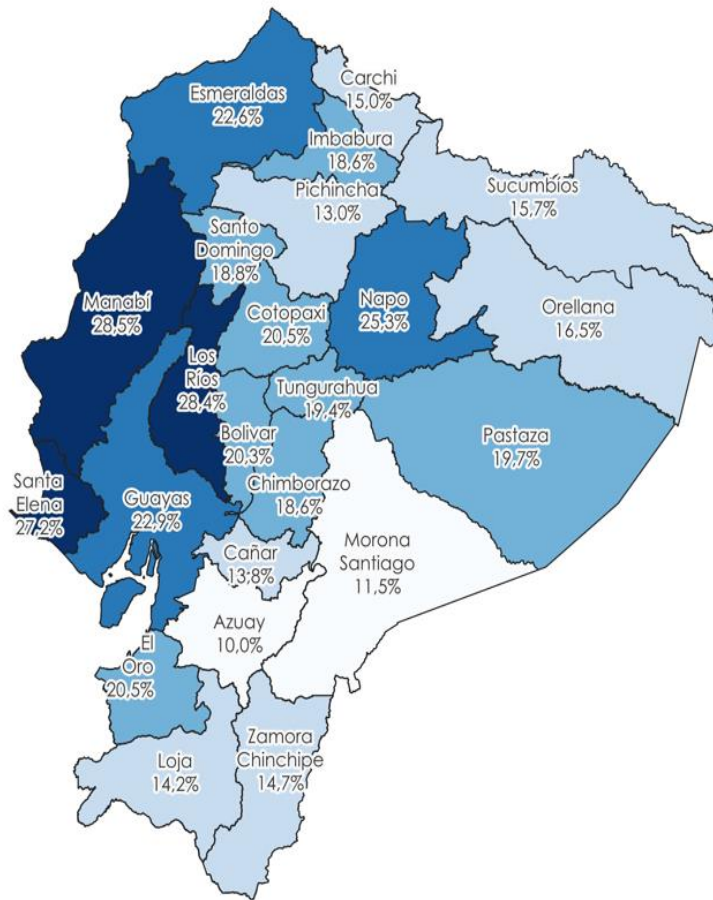 Carchi
15,0%
Esmeraldas
22,6%
Imbabura
18,6%
Pichincha
13,0%
Sucumbíos
15,7%
Santo
Domingo
18,8%
Manabí
28,5%
Cotopaxi
20,5%
Napo
25,3%
Orellana
16,5%
Los
Ríos
28,4%
Tungurahua
19,4%
Bolivar
20,3%
Pastaza
19,7%
Chimborazo
18,6%
Santa
Elena
27,2%
Guayas
22,9%
Cañar
13,8%
Morona
Santiago
11,5%
Azuay
10,0%
El
Oro
20,5%
Loja
14,2%
Zamora
Chinchipe
14,7%